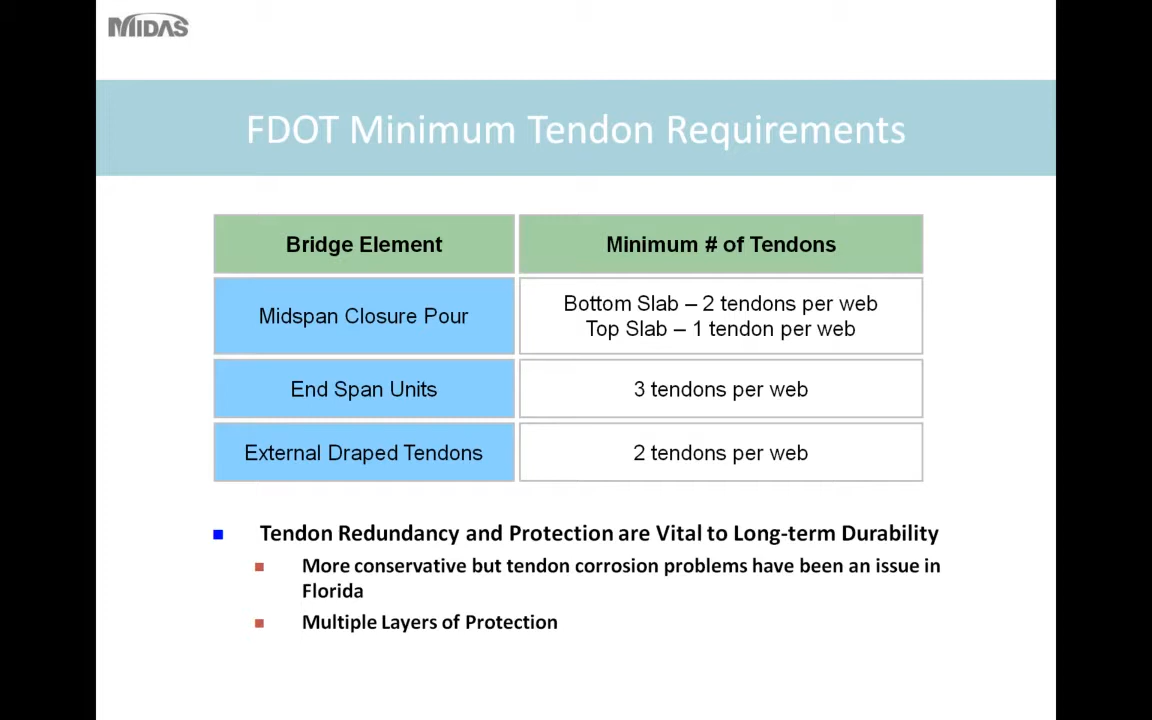 MIDAS
FDOT Minimum Tendon Requirements
Bridge Element
Minimum # of Tendons
Midspan Closure Pour
Bottom Slab – 2 tendons per web
Top Slab – 1 tendon per web
End Span Units
3 tendons per web
External Draped Tendons
2 tendons per web
Tendon Redundancy and Protection are Vital to Long-term Durability
More conservative but tendon corrosion problems have been an issue in
Florida
Multiple Layers of Protection